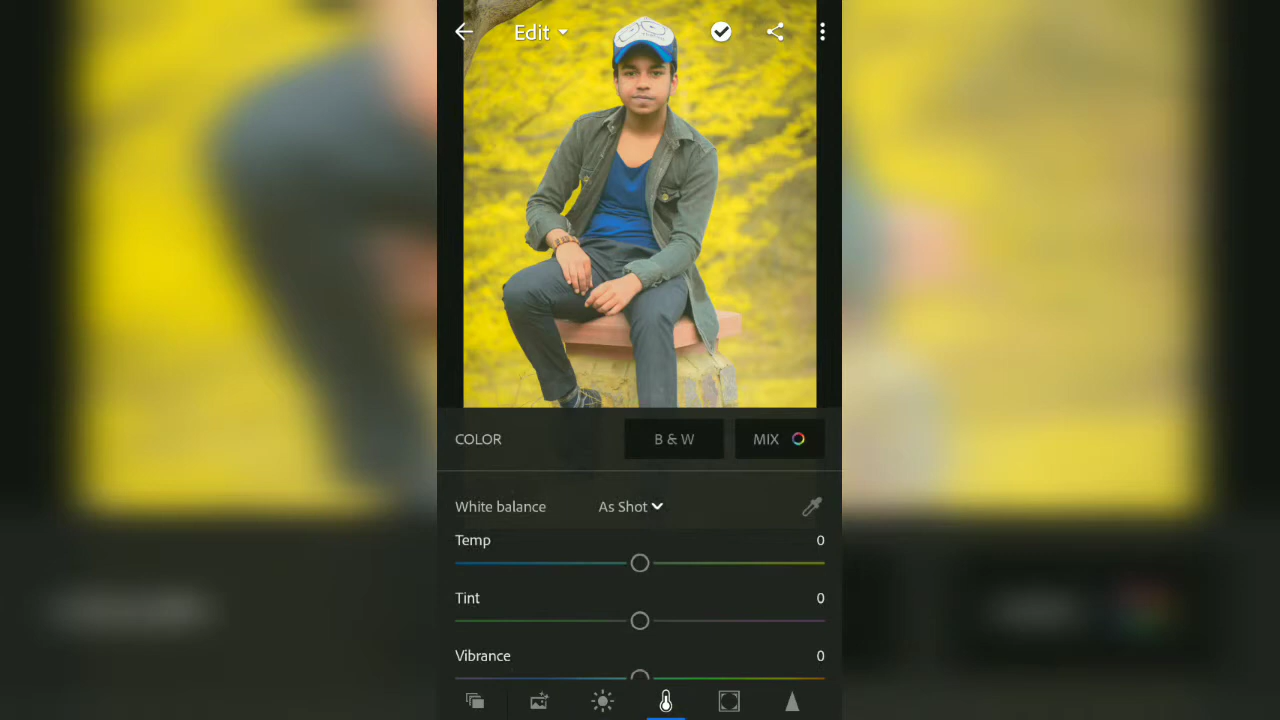 Edit
COLOR
B & W
MIX
White balance
As Shot
Temp
0
Tint
0
Vibrance
0